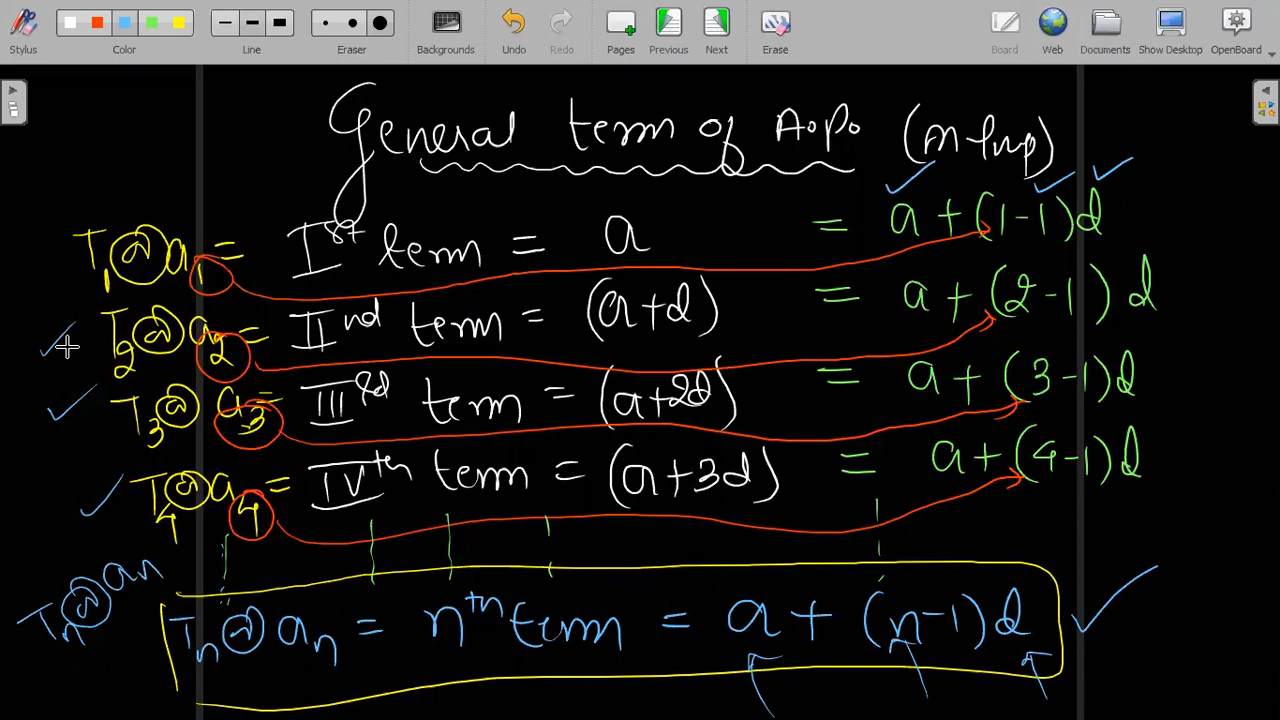 Stylus Color Line Eraser Backgrounds Undo Redo Pages Previous Next Erase Board Web Documents Show Desktop OpenBoard
General term of A.P.
T₁ @ a₁ = Iˢᵗ term = a = a + (1-1)d
T₂ @ a₂ = IIⁿᵈ term = (a+d) = a + (2-1)d
T₃ @ a₃ = IIIʳᵈ term = (a+2d) = a + (3-1)d
T₄ @ a₄ = IVᵗʰ term = (a+3d) = a + (4-1)d
Tₙ @ aₙ
Tₙ @ aₙ = nᵗʰ term = a + (n-1)d